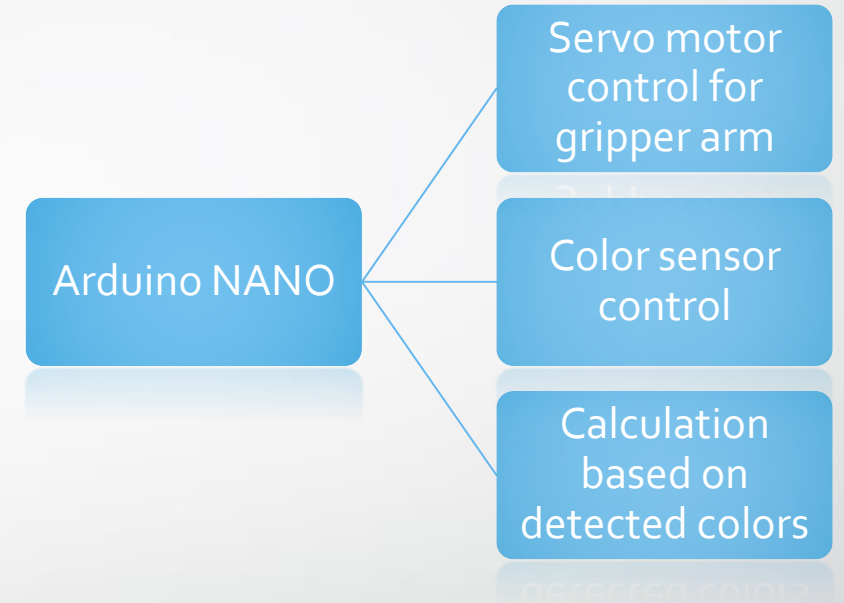 Arduino NANO
Servo motor
control for
gripper arm
Color sensor
control
Calculation
based on
detected colors